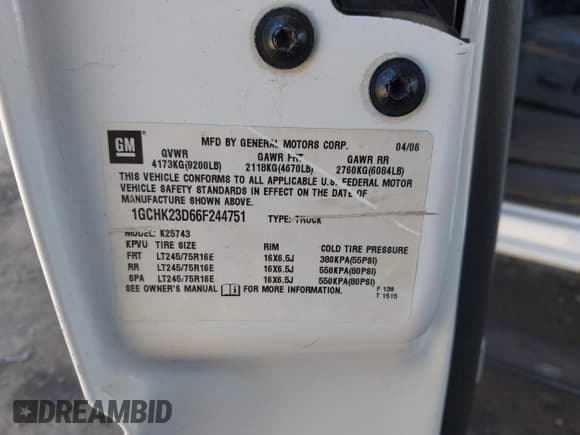 GM
MFD BY GENERAL MOTORS CORP. 04/06
GVWR GAWR FRT GAWR RR
4173KG(9200LB) 2118KG(4670LB) 2760KG(6084LB)
THIS VEHICLE CONFORMS TO ALL APPLICABLE U.S. FEDERAL MOTOR
VEHICLE SAFETY STANDARDS IN EFFECT ON THE DATE OF
MANUFACTURE SHOWN ABOVE.
1GCHK23D66F244751 TYPE: TRUCK
MODEL: K25743
KPVU TIRE SIZE RIM COLD TIRE PRESSURE
FRT LT245/75R16E 16X6.5J 380KPA(55PSI)
RR LT245/75R16E 16X6.5J 550KPA(80PSI)
SPA LT245/75R16E 16X6.5J 550KPA(80PSI)
SEE OWNER'S MANUAL FOR MORE INFORMATION.
F 136
T 1515
DREAMBID